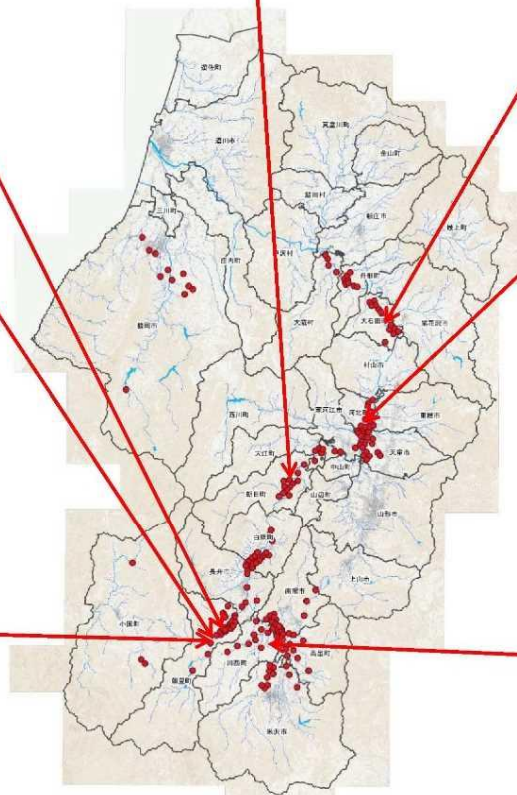 遊佐町
酒田市
真室川町
金山町
鮭川村
新庄市
最上町
三川町
庄内町
戸沢村
舟形町
鶴岡市
大蔵村
大石田町
尾花沢市
村山市
西川町
寒河江市
河北町
東根市
大江町
中山町
天童市
朝日町
山辺町
山形市
白鷹町
長井市
上山市
南陽市
小国町
川西町
高畠町
飯豊町
米沢市